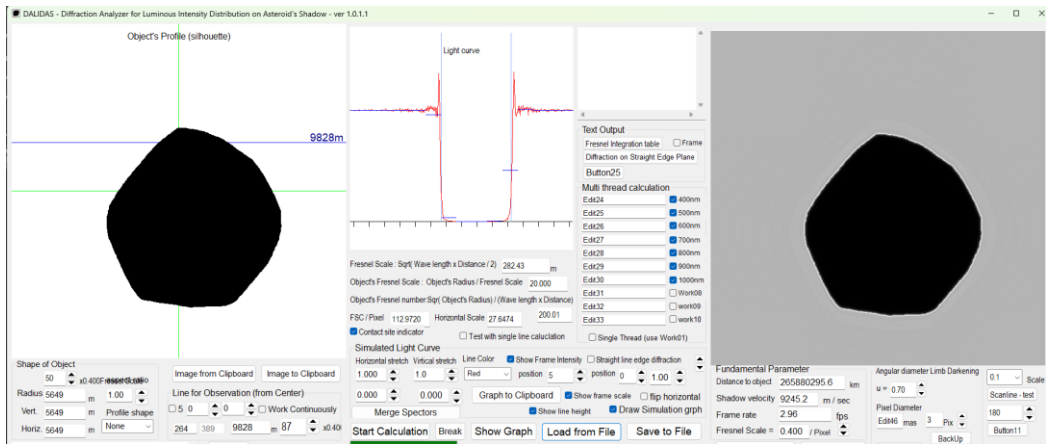 DALIDAS - Diffraction Analyzer for Luminous Intensity Distribution on Asteroid's Shadow - ver 1.0.1.1
Object's Profile (silhouette)
9828m
Light curve
Text Output
Fresnel Integration table
Frame
Diffraction on Straight Edge Plane
Button25
Multi thread calculation
Edit24
400nm
Edit25
500nm
Edit26
600nm
Edit27
700nm
Edit28
800nm
Edit29
900nm
Edit30
1000nm
Edit31
Work08
Edit32
work09
Edit33
work10
Single Thread (use Work01)
Fresnel Scale : Sqrt( Wave length x Distance / 2)
282.43
m
Object's Fresnel Scale : Object's Radius / Fresnel Scale
20.000
Object's Fresnel number:Sqr( Object's Radius) / (Wave length x Distance)
FSC / Pixel
112.9720
Horizontal Scale
27.6474
200.01
Contact site indicator
Test with single line caluclation
Simulated Light Curve
Horizontal stretch
Virtical stretch
Line Color
Show Frame Intensity
Straight line edge diffraction
1.000
1.0
Red
position
5
position
0
1.00
0.000
0.000
Graph to Clipboard
Show frame scale
flip horizontal
Merge Spectors
Show line height
Draw Simulation grph
Start Calculation
Break
Show Graph
Load from File
Save to File
Shape of Object
50
x0.400
Radius
5649
m
1.00
Vert.
5649
m
Profile shape
Horiz.
5649
m
None
Image from Clipboard
Image to Clipboard
Line for Observation (from Center)
5
0
0
Work Continuously
264
389
9828
m
87
x0.40
Fundamental Parameter
Distance to object
265880295.6
km
Shadow velocity
9245.2
m / sec
Frame rate
2.96
fps
Fresnel Scale =
0.400
/ Pixel
Angular diameter Limb Darkening
u =
0.70
Pixel Diameter
Edit46
mas
3
Pix
BackUp
0.1
Scale
Scanline - test
180
Button11